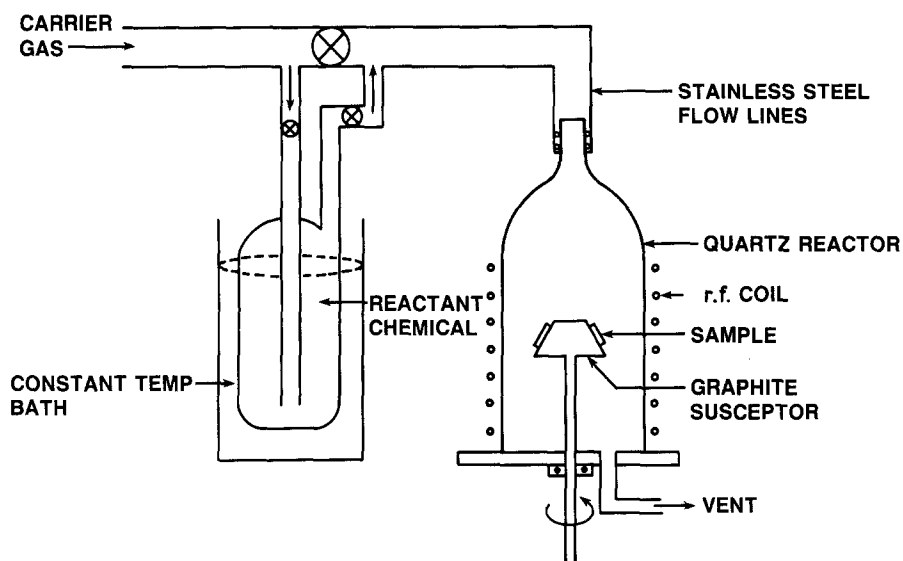 CARRIER
GAS
STAINLESS STEEL
FLOW LINES
QUARTZ REACTOR
r.f. COIL
REACTANT
CHEMICAL
SAMPLE
CONSTANT TEMP
BATH
GRAPHITE
SUSCEPTOR
VENT